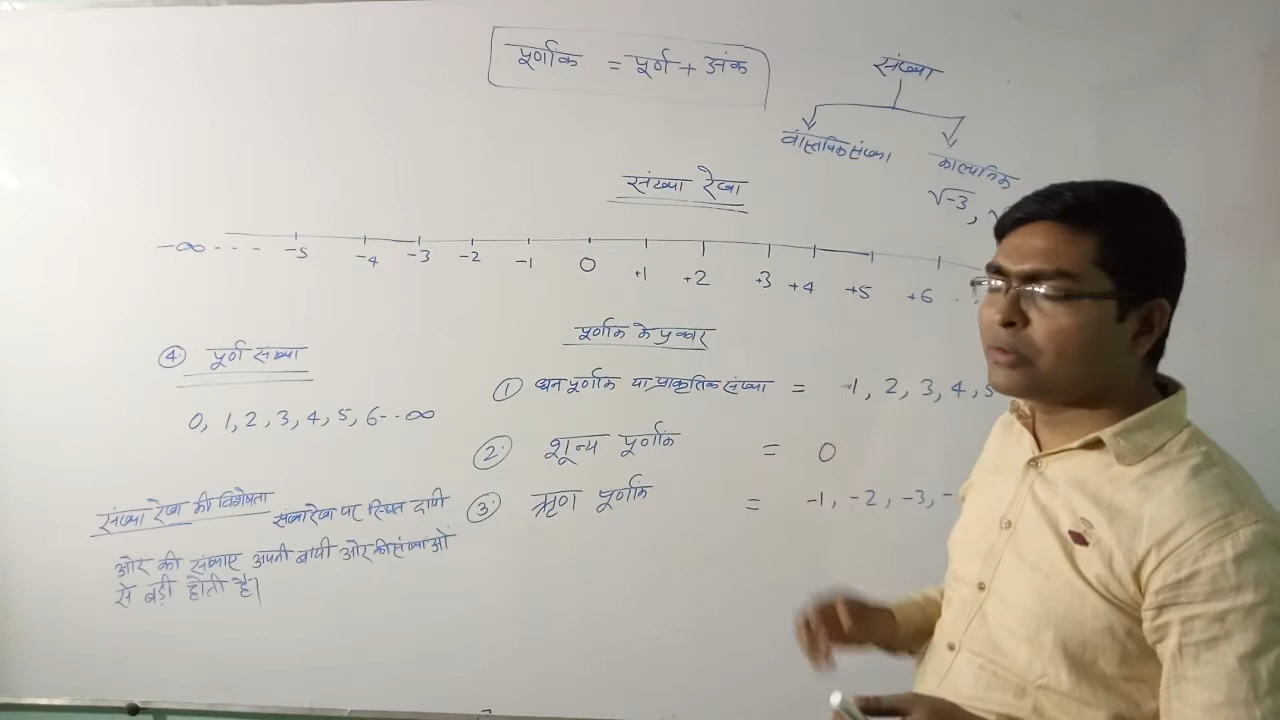 पूर्णांक = पूर्ण + अंक
संख्या
वास्तविक संख्या
काल्पनिक
√-3,
संख्या रेखा
-∞ - - - -5 -4 -3 -2 -1 0 +1 +2 +3 +4 +5 +6
पूर्णांक के प्रकार
① धन पूर्णांक या प्राकृतिक संख्या = 1, 2, 3, 4, 5
② शून्य पूर्णांक = 0
③ ऋण पूर्णांक = -1, -2, -3, -
④ पूर्ण संख्या
0, 1, 2, 3, 4, 5, 6 - - ∞
संख्या रेखा की विशेषता संख्या रेखा पर स्थित दायी
ओर की संख्याए अपनी बायी ओर की संख्याओं
से बड़ी होती है।